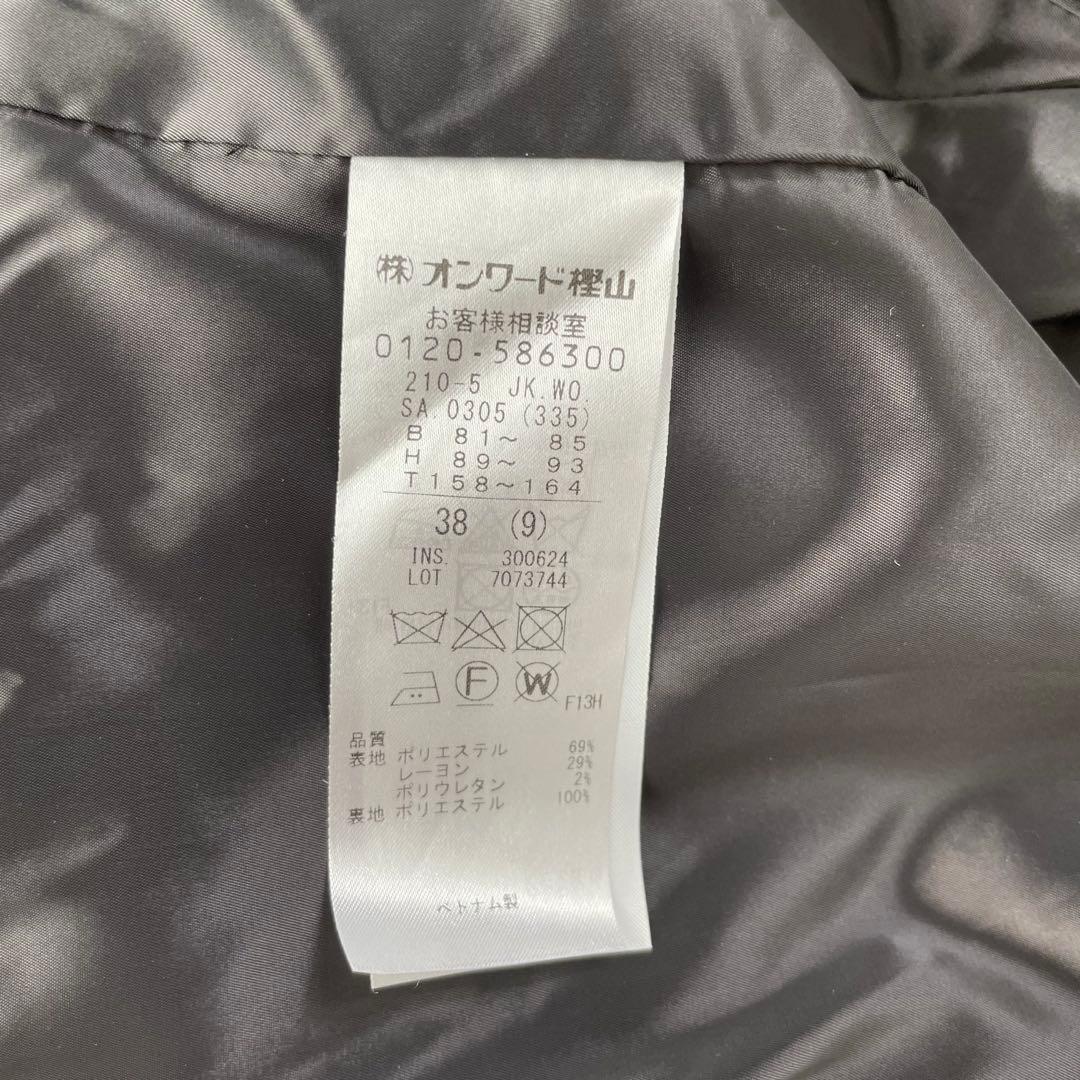 (株)オンワード樫山
お客様相談室
0120-586300
210-5 JK.WO.
SA.0305 (335)
B 81～ 85
H 89～ 93
T158～164
38 (9)
INS. 300624
LOT 7073744
F W F13H
品質
表地 ポリエステル 69%
レーヨン 29%
ポリウレタン 2%
裏地 ポリエステル 100%
ベトナム製